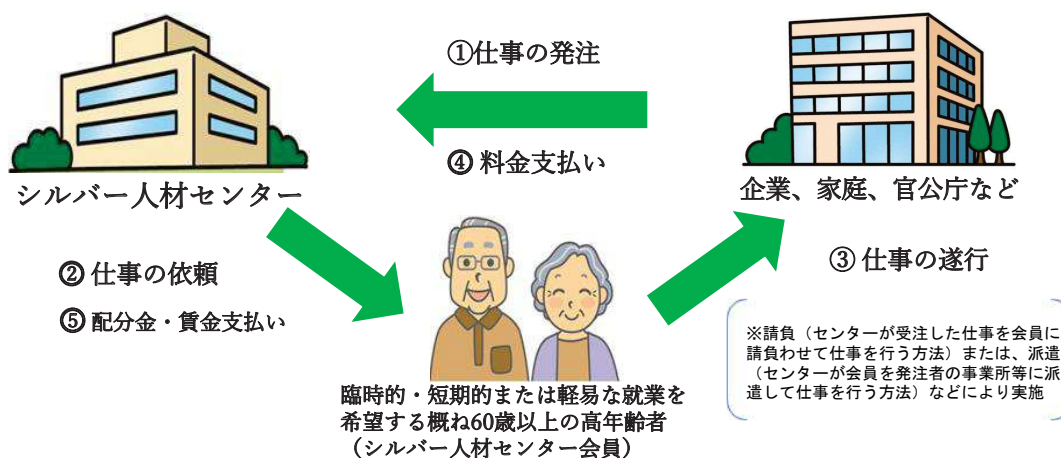 ①仕事の発注
④ 料金支払い
シルバー人材センター
企業、家庭、官公庁など
② 仕事の依頼
⑤ 配分金・賃金支払い
③ 仕事の遂行
※請負（センターが受注した仕事を会員に
請負わせて仕事を行う方法）または、派遣
（センターが会員を発注者の事業所等に派
遣して仕事を行う方法）などにより実施
臨時的・短期的または軽易な就業を
希望する概ね60歳以上の高年齢者
（シルバー人材センター会員）